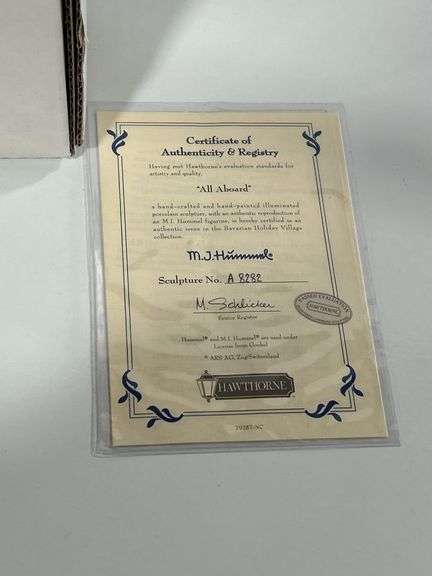 Certificate of
Authenticity & Registry
Having met Hawthorne's evaluation standards for
artistry and quality,
"All Aboard"
a hand-crafted and hand-painted illuminated
porcelain sculpture, with an authentic reproduction of
an M.I. Hummel figurine, is hereby certified as an
authentic issue in the Bavarian Holiday Village
collection.
M.J.Hummel®
Sculpture No. A 8282
M. Schlicker
Senior Register
Hummel® and M.I. Hummel® are used under
License from Goebel
® ARS AG, Zug/Switzerland
HAWTHORNE
HAWTHORNE
79287-NC